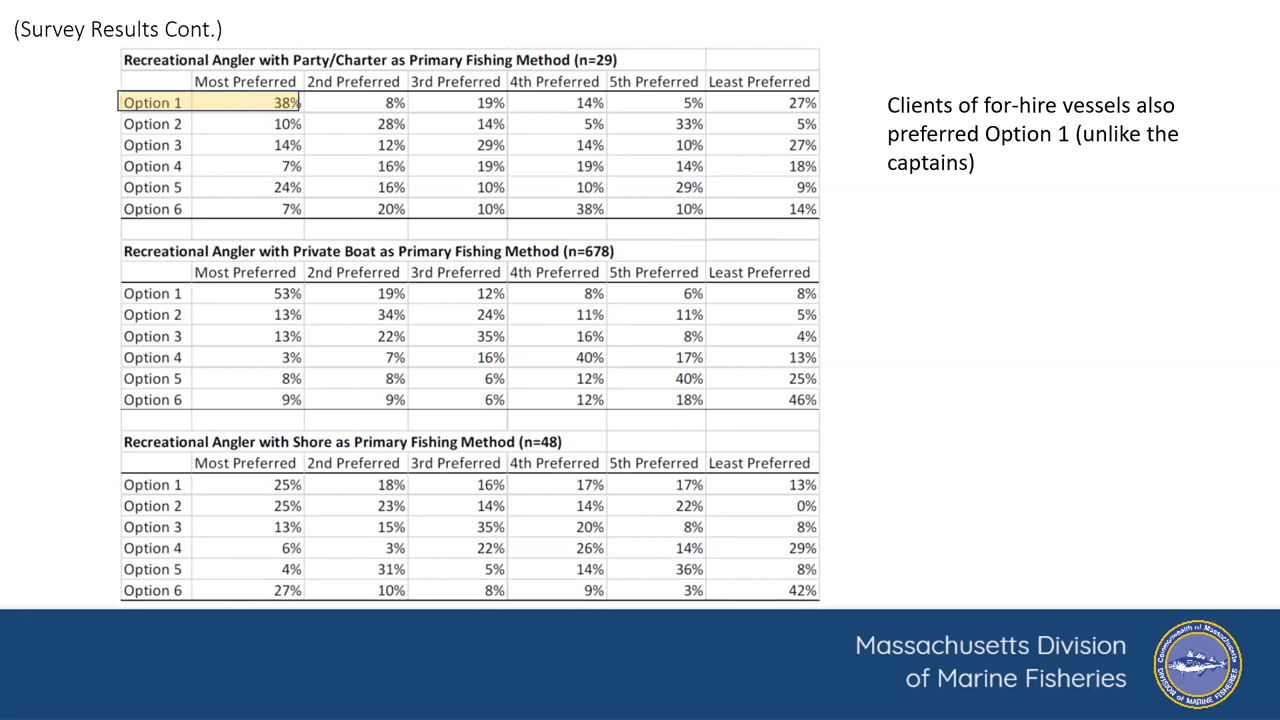 (Survey Results Cont.)
Recreational Angler with Party/Charter as Primary Fishing Method (n=29)
Most Preferred 2nd Preferred 3rd Preferred 4th Preferred 5th Preferred Least Preferred
Option 1 38% 8% 19% 14% 5% 27%
Option 2 10% 28% 14% 5% 33% 5%
Option 3 14% 12% 29% 14% 10% 27%
Option 4 7% 16% 19% 19% 14% 18%
Option 5 24% 16% 10% 10% 29% 9%
Option 6 7% 20% 10% 38% 10% 14%
Recreational Angler with Private Boat as Primary Fishing Method (n=678)
Most Preferred 2nd Preferred 3rd Preferred 4th Preferred 5th Preferred Least Preferred
Option 1 53% 19% 12% 8% 6% 8%
Option 2 13% 34% 24% 11% 11% 5%
Option 3 13% 22% 35% 16% 8% 4%
Option 4 3% 7% 16% 40% 17% 13%
Option 5 8% 8% 6% 12% 40% 25%
Option 6 9% 9% 6% 12% 18% 46%
Recreational Angler with Shore as Primary Fishing Method (n=48)
Most Preferred 2nd Preferred 3rd Preferred 4th Preferred 5th Preferred Least Preferred
Option 1 25% 18% 16% 17% 17% 13%
Option 2 25% 23% 14% 14% 22% 0%
Option 3 13% 15% 35% 20% 8% 8%
Option 4 6% 3% 22% 26% 14% 29%
Option 5 4% 31% 5% 14% 36% 8%
Option 6 27% 10% 8% 9% 3% 42%
Clients of for-hire vessels also
preferred Option 1 (unlike the
captains)
Massachusetts Division
of Marine Fisheries
Commonwealth of Massachusetts
DIVISION of MARINE FISHERIES